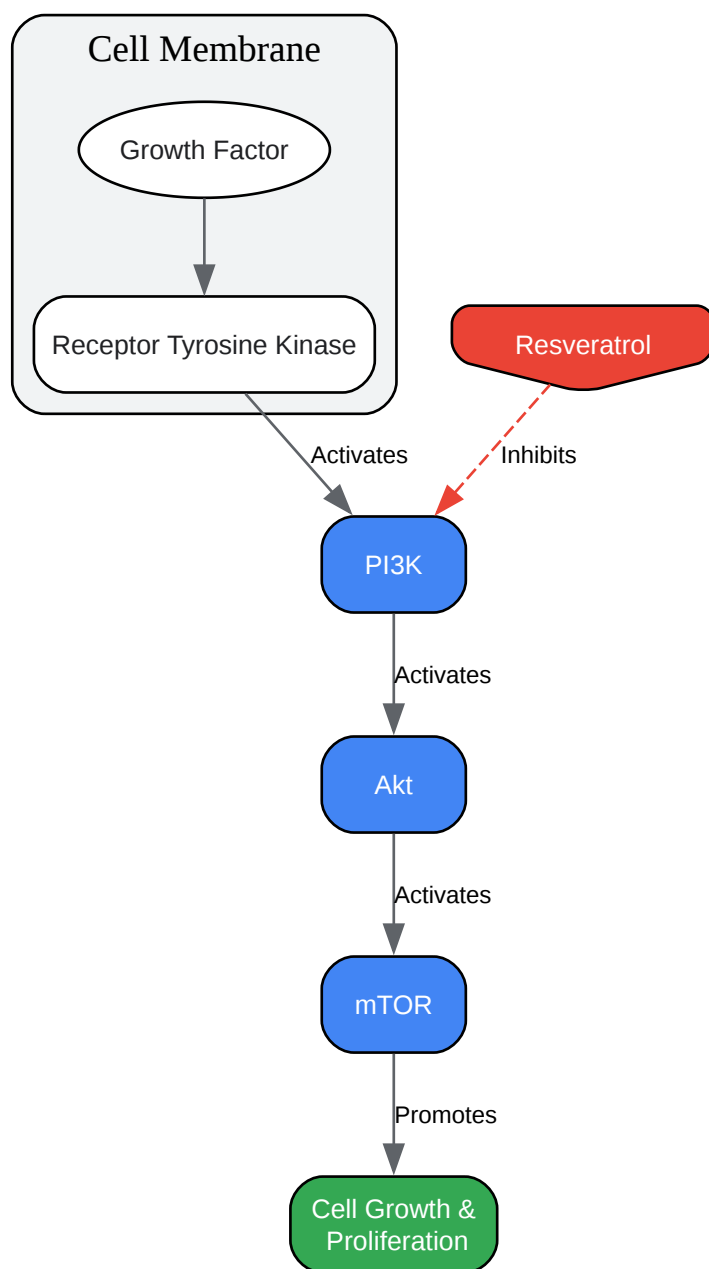 Cell Membrane
Growth Factor
Receptor Tyrosine Kinase
Resveratrol
Activates
Inhibits
PI3K
Activates
Akt
Activates
mTOR
Promotes
Cell Growth &
Proliferation